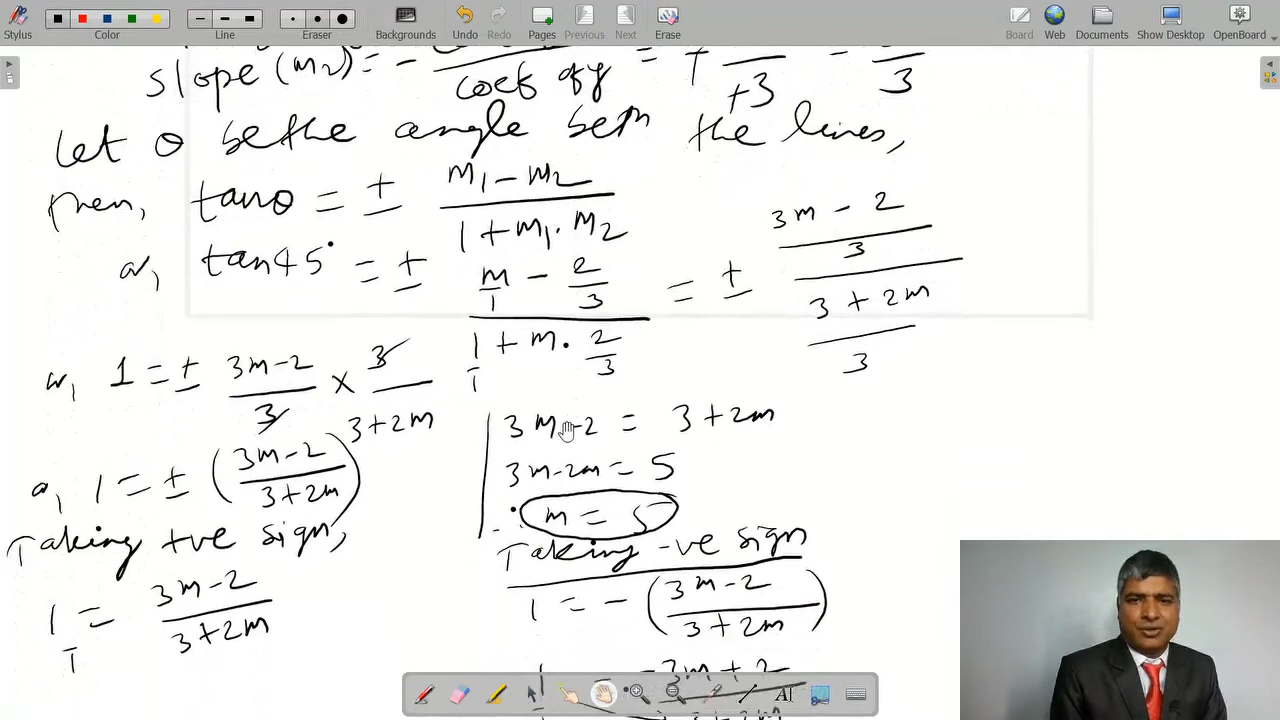 Stylus Color Line Eraser Backgrounds Undo Redo Pages Previous Next Erase Board Web Documents Show Desktop OpenBoard
slope (m2) = - = + =
coef of y +3 3
Let θ be the angle betn the lines,
then, tanθ = ± (m1 - m2) / (1 + m1 . m2)
or, tan45° = ± (m/1 - 2/3) / (1/1 + m . 2/3) = ± ((3m - 2)/3) / ((3 + 2m)/3)
or, 1 = ± (3m-2)/3 × 3/(3+2m)
or, 1 = ± ((3m-2)/(3+2m))
Taking +ve sign,
1/1 = (3m-2)/(3+2m)
3m-2 = 3+2m
3m-2m = 5
m = 5
Taking -ve sign
1 = - ((3m-2)/(3+2m))
1 -3m+2